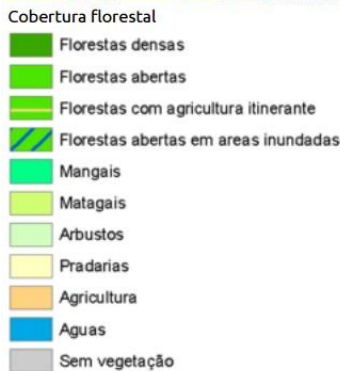 Cobertura florestal
Florestas densas
Florestas abertas
Florestas com agricultura itinerante
Florestas abertas em areas inundadas
Mangais
Matagais
Arbustos
Pradarias
Agricultura
Aguas
Sem vegetação